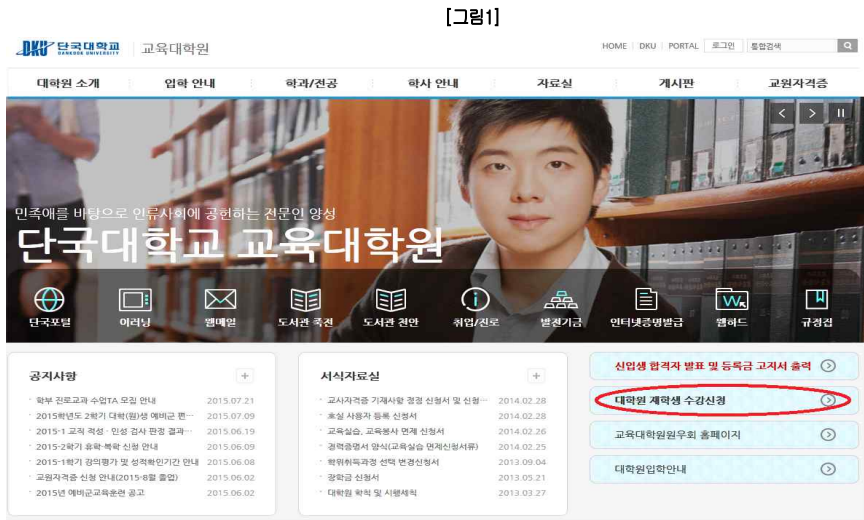 [그림1]
DKU 단국대학교 DANKOOK UNIVERSITY 교육대학원
HOME DKU PORTAL 로그인 통합검색
대학원 소개 입학 안내 학과/전공 학사 안내 자료실 게시판 교원자격증
민족애를 바탕으로 인류사회에 공헌하는 전문인 양성
단국대학교 교육대학원
단국포털 이러닝 웹메일 도서관 죽전 도서관 천안 취업/진로 발전기금 인터넷증명발급 웹하드 규정집
공지사항
학부 진로교과 수업TA 모집 안내 2015.07.21
2015학년도 2학기 대학(원)생 예비군 편… 2015.07.09
2015-1 교직 적성·인성 검사 판정 결과… 2015.06.19
2015-2학기 휴학·복학 신청 안내 2015.06.09
2015-1학기 강의평가 및 성적확인기간 안내 2015.06.08
교원자격증 신청 안내(2015-8월 졸업) 2015.06.02
2015년 예비군교육훈련 공고 2015.06.02
서식자료실
교사자격증 기재사항 정정 신청서 및 신청… 2014.02.28
호실 사용자 등록 신청서 2014.02.28
교육실습, 교육봉사 면제 신청서 2014.02.26
경력증명서 양식(교육실습 면제신청서류) 2014.02.25
학위취득과정 선택 변경신청서 2013.09.04
장학금 신청서 2013.05.21
대학원 학칙 및 시행세칙 2013.03.27
신입생 합격자 발표 및 등록금 고지서 출력
대학원 재학생 수강신청
교육대학원원우회 홈페이지
대학원입학안내